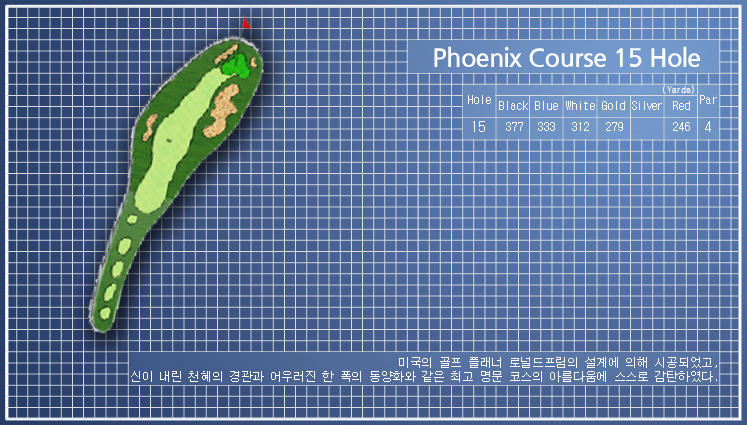 Phoenix Course 15 Hole
(Yards)
Hole Black Blue White Gold Silver Red Par
15 377 333 312 279 246 4
미국의 골프 플래너 로널드프림의 설계에 의해 시공되었고,
신이 내린 천혜의 경관과 어우러진 한 폭의 동양화와 같은 최고 명문 코스의 아름다움에 스스로 감탄하였다.